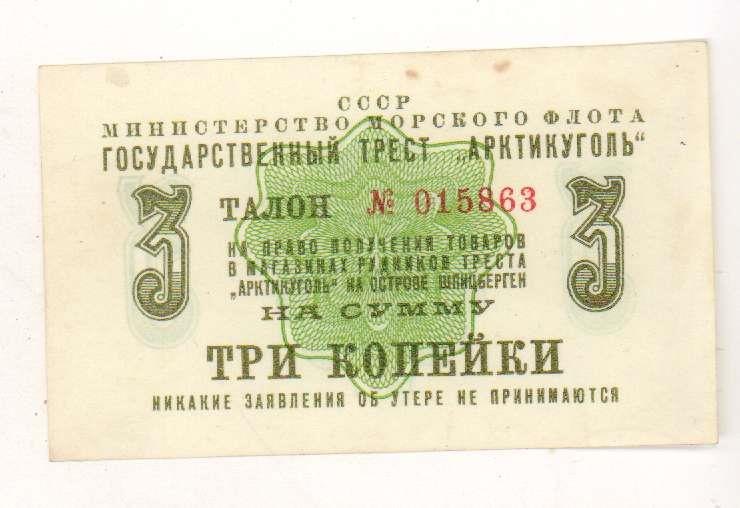 СССР
МИНИСТЕРСТВО МОРСКОГО ФЛОТА
ГОСУДАРСТВЕННЫЙ ТРЕСТ „АРКТИКУГОЛЬ“
3 ТАЛОН № 015863 3
НА ПРАВО ПОЛУЧЕНИЯ ТОВАРОВ
В МАГАЗИНАХ РУДНИКОВ ТРЕСТА
„АРКТИКУГОЛЬ“ НА ОСТРОВЕ ШПИЦБЕРГЕН
НА СУММУ
ТРИ КОПЕЙКИ
НИКАКИЕ ЗАЯВЛЕНИЯ ОБ УТЕРЕ НЕ ПРИНИМАЮТСЯ